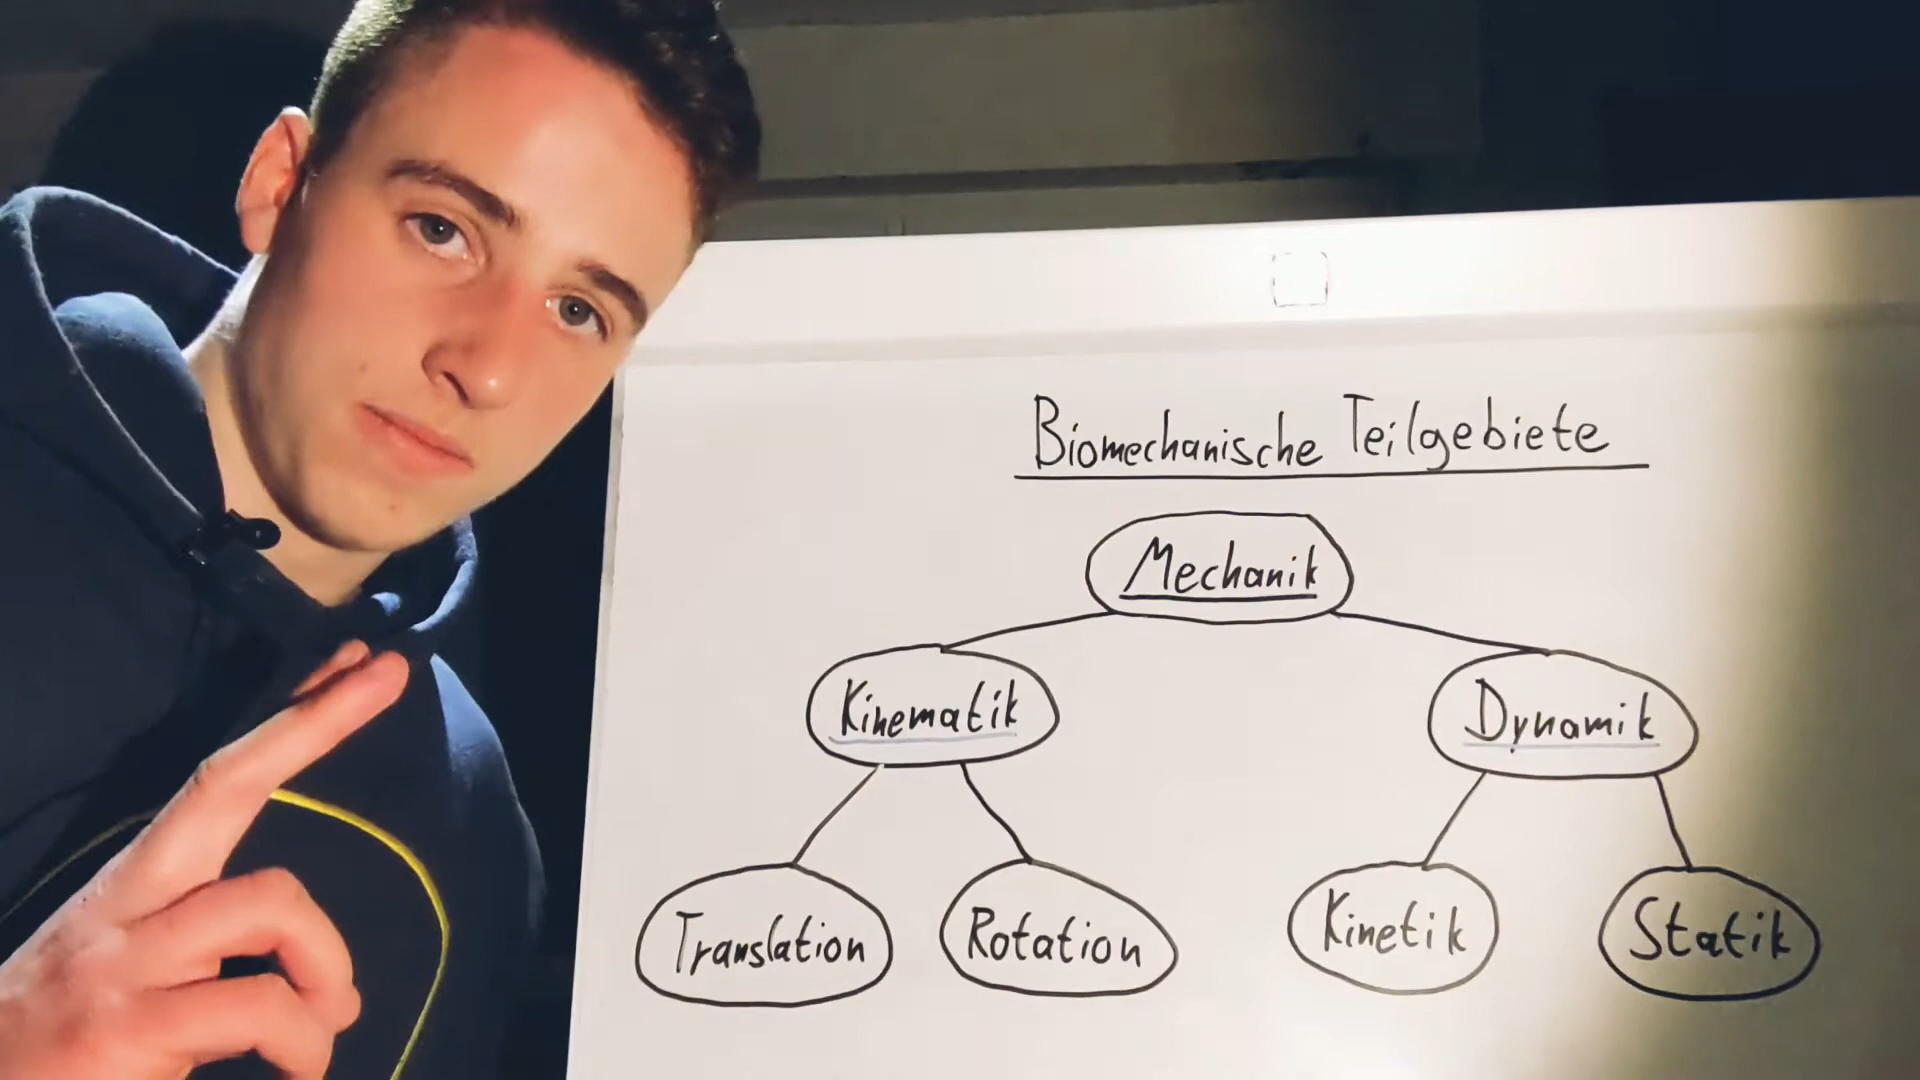 Biomechanische Teilgebiete
Mechanik
Kinematik
Dynamik
Translation
Rotation
Kinetik
Statik